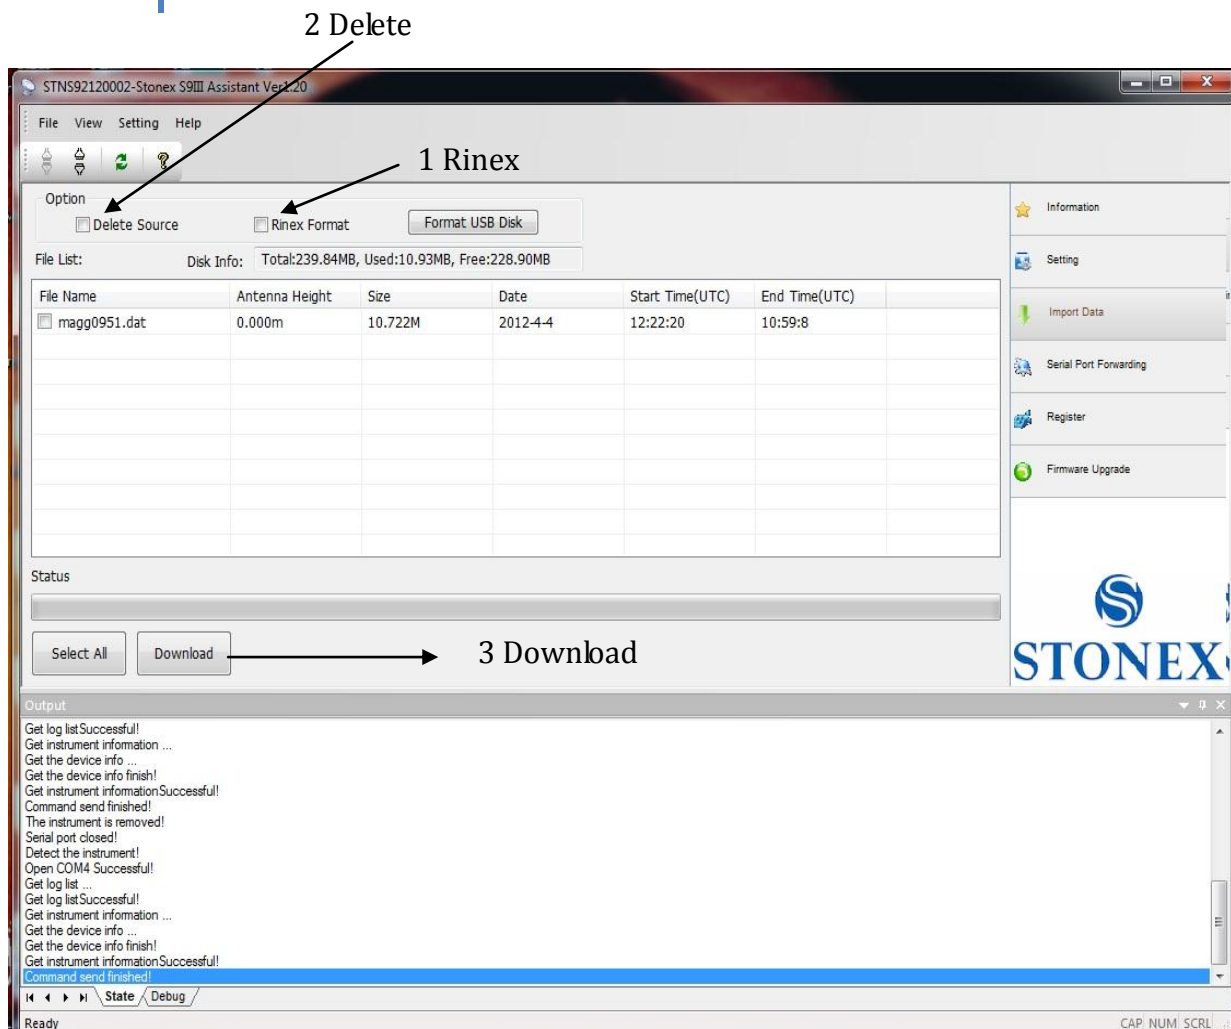 2 Delete
STNS92120002-Stonex S9III Assistant Ver1.20
File View Setting Help
1 Rinex
Option
Delete Source Rinex Format Format USB Disk
File List: Disk Info: Total:239.84MB, Used:10.93MB, Free:228.90MB
File Name Antenna Height Size Date Start Time(UTC) End Time(UTC)
magg0951.dat 0.000m 10.722M 2012-4-4 12:22:20 10:59:8
Information
Setting
Import Data
Serial Port Forwarding
Register
Firmware Upgrade
Status
Select All Download 3 Download
STONEX
Output
Get log listSuccessful!
Get instrument information ...
Get the device info ...
Get the device info finish!
Get instrument informationSuccessful!
Command send finished!
The instrument is removed!
Serial port closed!
Detect the instrument!
Open COM4 Successful!
Get log list ...
Get log listSuccessful!
Get instrument information ...
Get the device info ...
Get the device info finish!
Get instrument informationSuccessful!
Command send finished!
State Debug
Ready CAP NUM SCRL